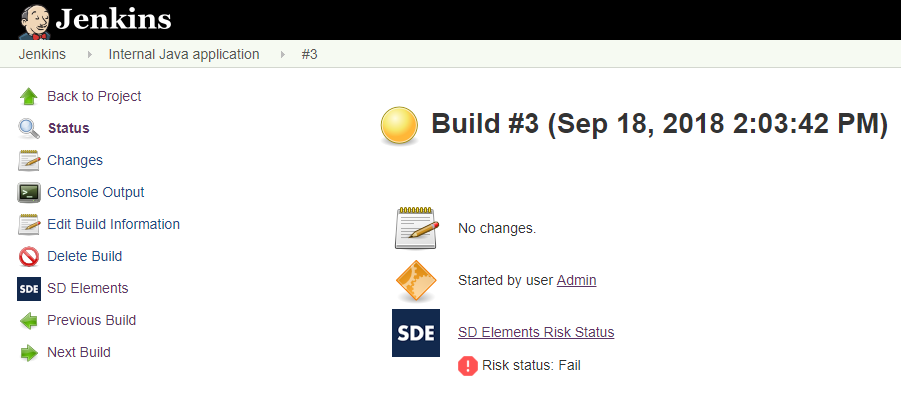 Jenkins
Jenkins Internal Java application #3
Back to Project
Status
Changes
Console Output
Edit Build Information
Delete Build
SDE SD Elements
Previous Build
Next Build
Build #3 (Sep 18, 2018 2:03:42 PM)
No changes.
Started by user Admin
SDE SD Elements Risk Status
Risk status: Fail